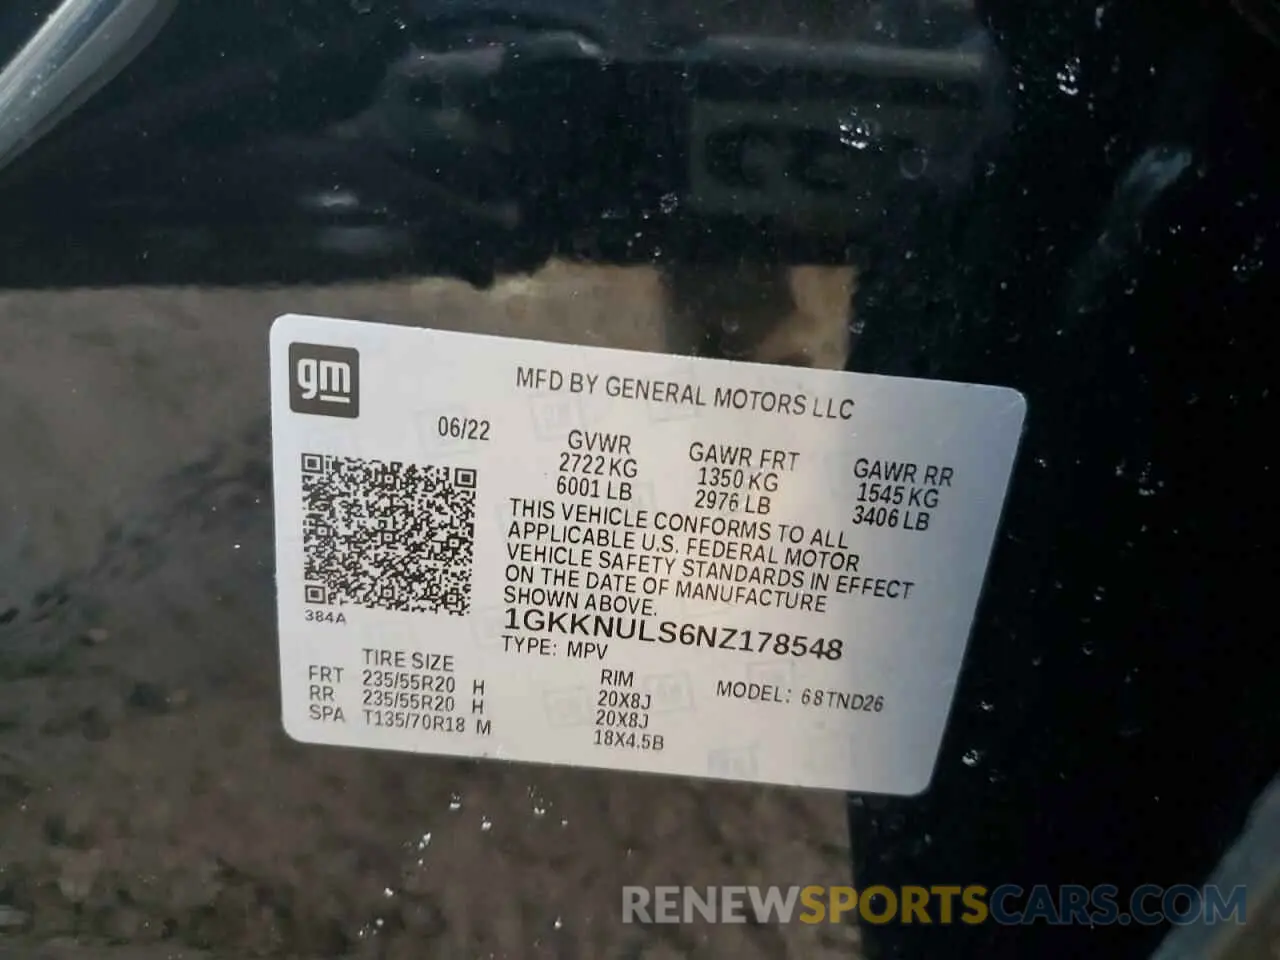 gm
MFD BY GENERAL MOTORS LLC
06/22
GVWR GAWR FRT GAWR RR
2722 KG 1350 KG 1545 KG
6001 LB 2976 LB 3406 LB
THIS VEHICLE CONFORMS TO ALL
APPLICABLE U.S. FEDERAL MOTOR
VEHICLE SAFETY STANDARDS IN EFFECT
ON THE DATE OF MANUFACTURE
SHOWN ABOVE.
384A
1GKKNULS6NZ178548
TYPE: MPV
MODEL: 68TND26
TIRE SIZE RIM
FRT 235/55R20 H 20X8J
RR 235/55R20 H 20X8J
SPA T135/70R18 M 18X4.5B
RENEWSPORTSCARS.COM